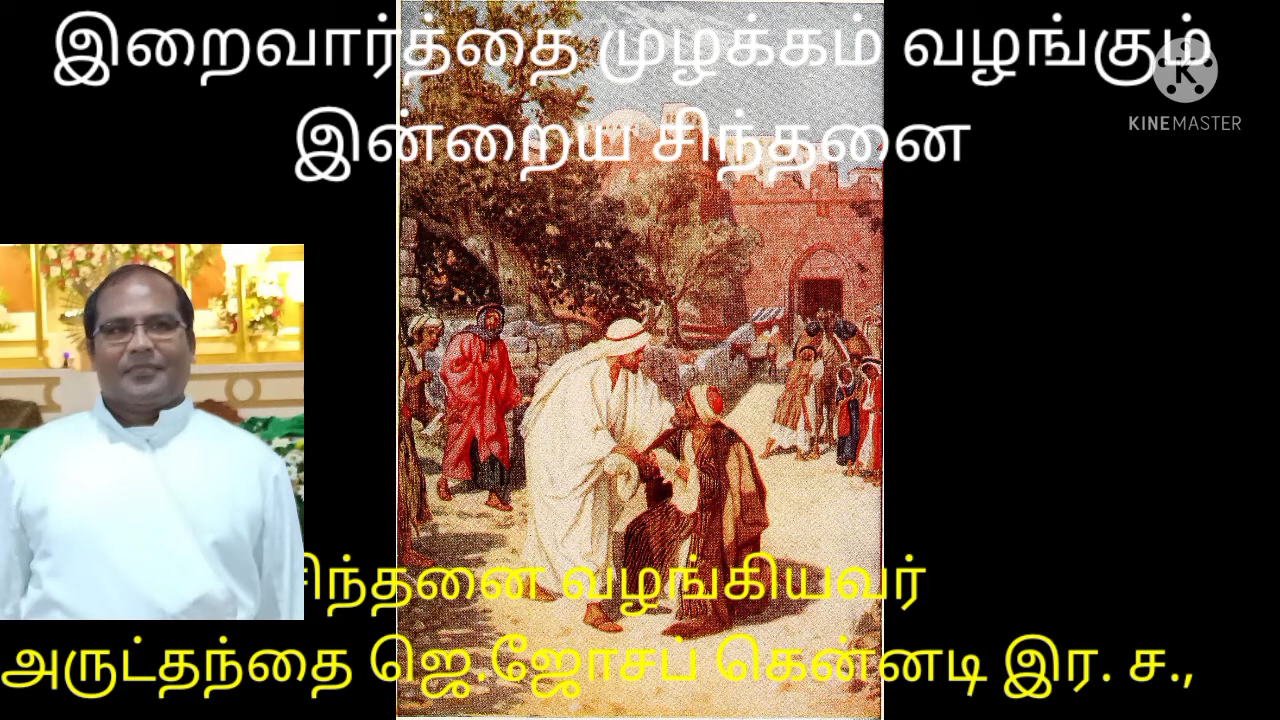 இறைவார்த்தை முழக்கம் வழங்கும்
இன்றைய சிந்தனை
KINEMASTER
சிந்தனை வழங்கியவர்
அருட்தந்தை ஜெ.ஜோசப் கென்னடி இர. ச.,